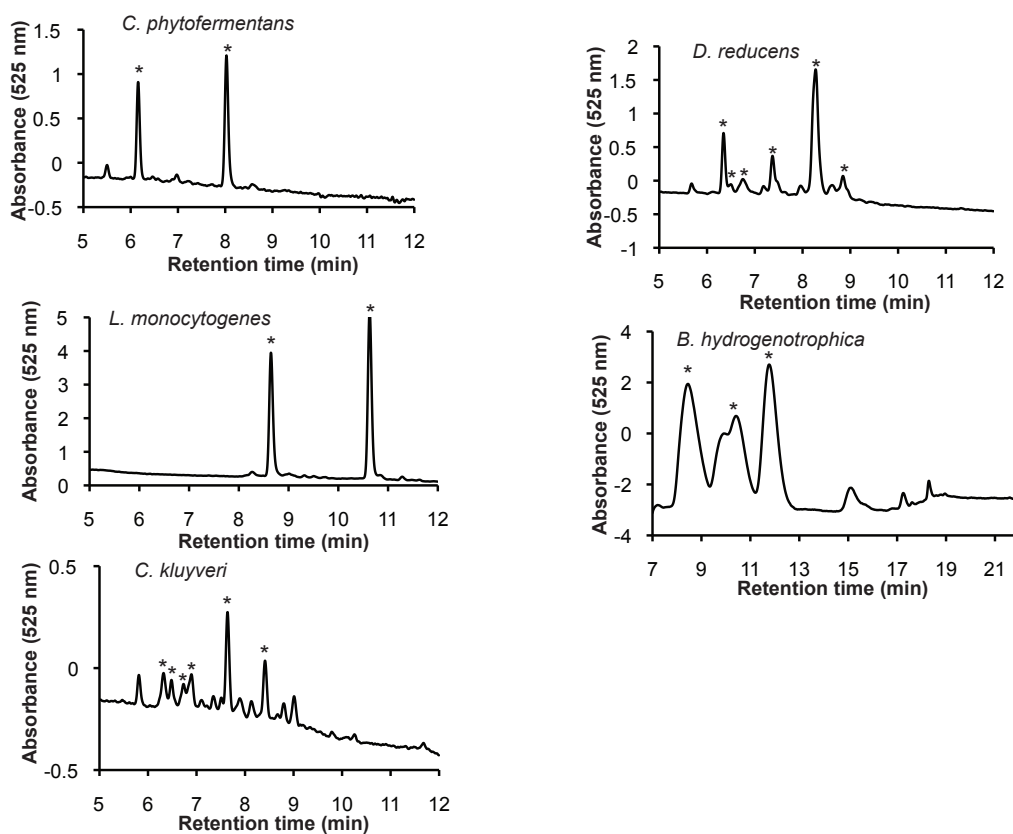 C. phytofermentans
Absorbance (525 nm)
1.5
1
0.5
0
-0.5
* *
5 6 7 8 9 10 11 12
Retention time (min)
L. monocytogenes
Absorbance (525 nm)
5
4
3
2
1
0
* *
5 6 7 8 9 10 11 12
Retention time (min)
C. kluyveri
Absorbance (525 nm)
0.5
0
-0.5
* * * * * *
5 6 7 8 9 10 11 12
Retention time (min)
D. reducens
Absorbance (525 nm)
2
1.5
1
0.5
0
-0.5
-1
* * * * * *
5 6 7 8 9 10 11 12
Retention time (min)
B. hydrogenotrophica
Absorbance (525 nm)
4
2
0
-2
-4
* * *
7 9 11 13 15 17 19 21
Retention time (min)